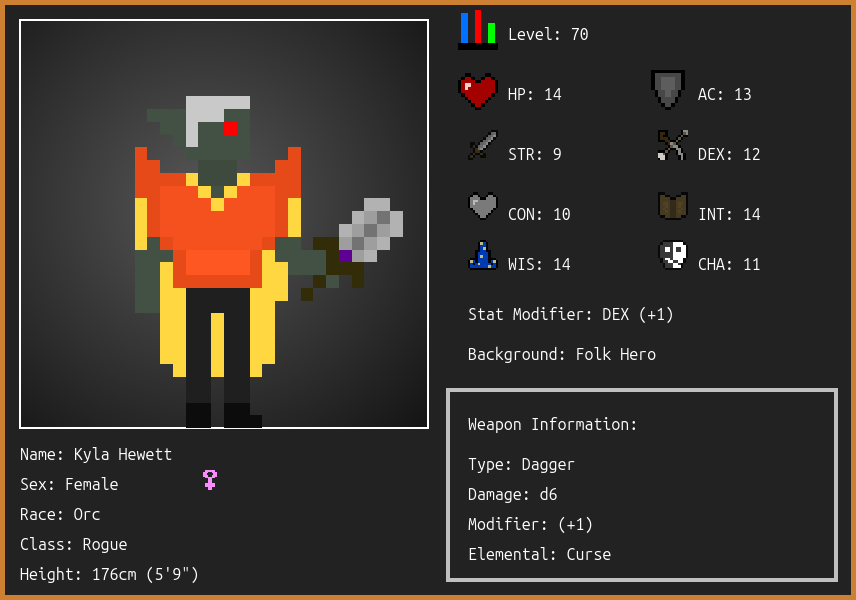 Level: 70
HP: 14
AC: 13
STR: 9
DEX: 12
CON: 10
INT: 14
WIS: 14
CHA: 11
Stat Modifier: DEX (+1)
Background: Folk Hero
Weapon Information:
Type: Dagger
Damage: d6
Modifier: (+1)
Elemental: Curse
Name: Kyla Hewett
Sex: Female
Race: Orc
Class: Rogue
Height: 176cm (5'9")